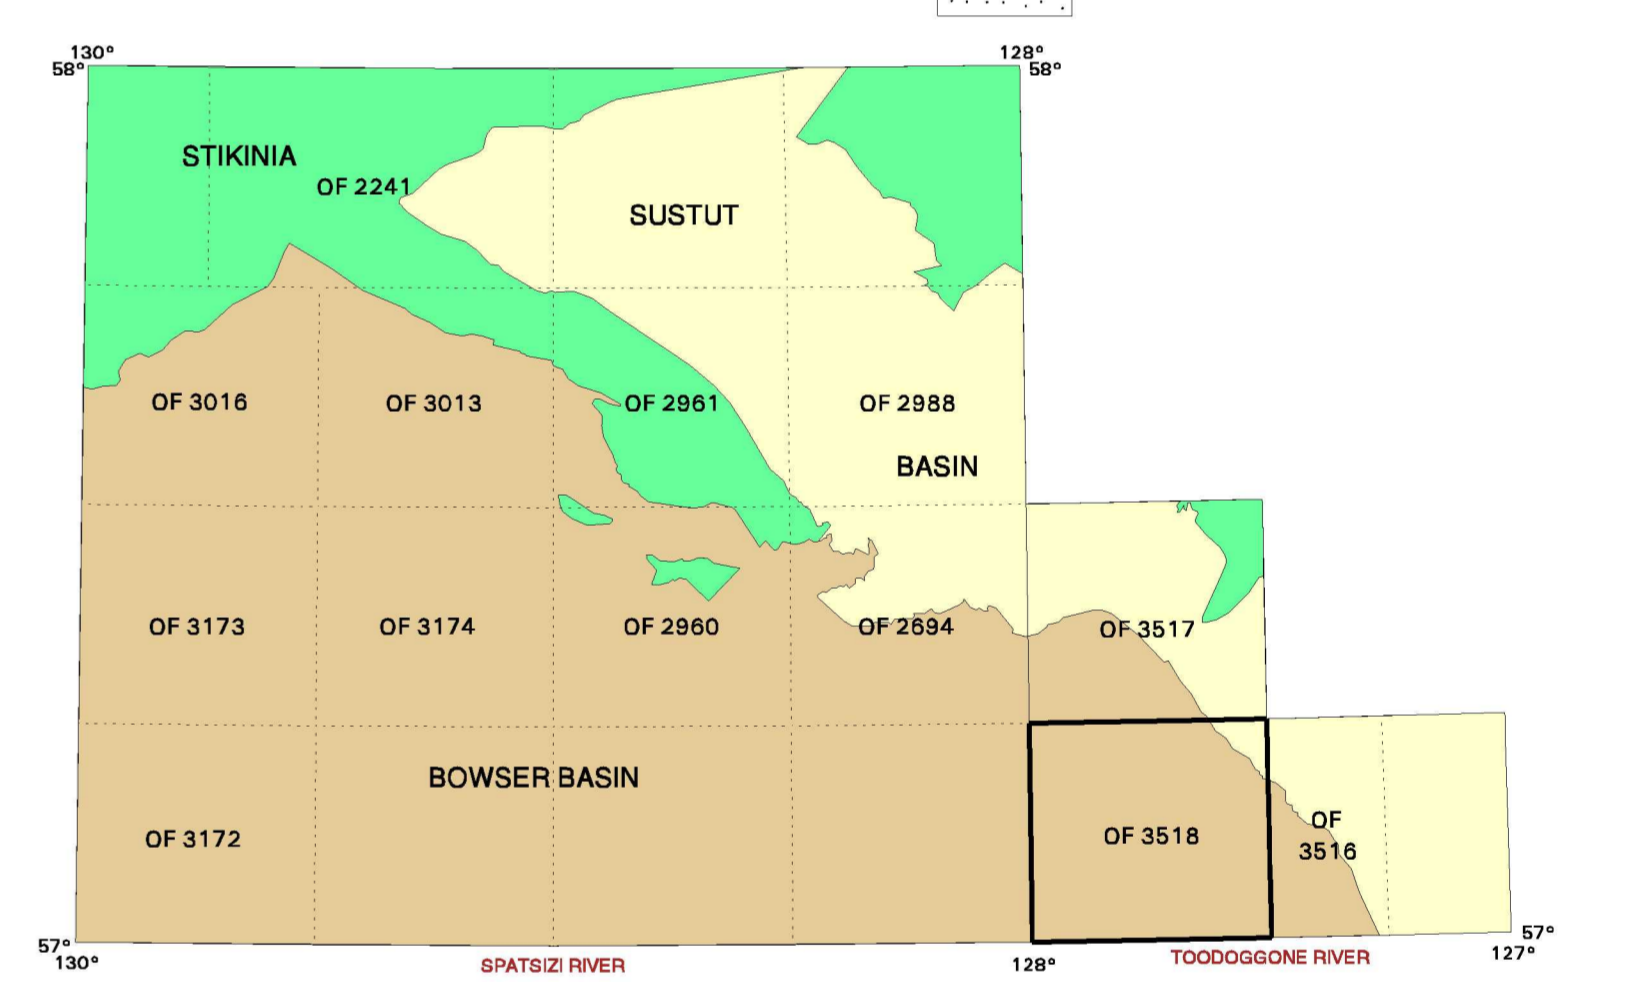 130°
128°
58°
58°
STIKINIA
OF 2241
SUSTUT
OF 3016
OF 3013
OF 2961
OF 2988
BASIN
OF 3173
OF 3174
OF 2960
OF 2694
OF 3517
BOWSER BASIN
OF 3172
OF 3518
OF
3516
57°
57°
130°
SPATSIZI RIVER
128°
TOODOGGONE RIVER
127°